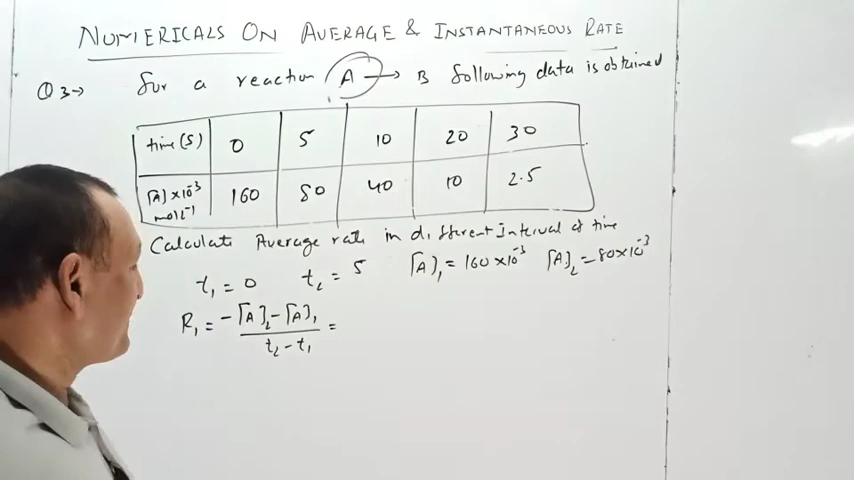 NUMERICALS ON AVERAGE & INSTANTANEOUS RATE
Q 3→ for a reaction A → B following data is obtained
time (S) 0 5 10 20 30
[A] × 10⁻³ mol L⁻¹ 160 80 40 10 2.5
Calculate Average rate in different Interval of time
t₁ = 0 t₂ = 5 [A]₁ = 160 × 10⁻³ [A]₂ = 80 × 10⁻³
R₁ = - [A]₂ - [A]₁ =
t₂ - t₁